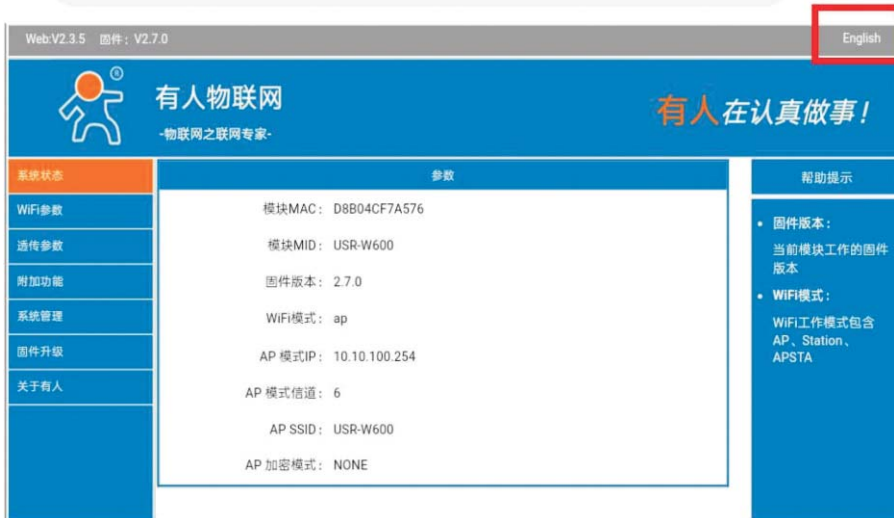 Web:V2.3.5 固件：V2.7.0
English
®
有人物联网
-物联网之联网专家-
有人在认真做事！
系统状态
WiFi参数
透传参数
附加功能
系统管理
固件升级
关于有人
参数
模块MAC： D8B04CF7A576
模块MID： USR-W600
固件版本： 2.7.0
WiFi模式： ap
AP 模式IP： 10.10.100.254
AP 模式信道： 6
AP SSID： USR-W600
AP 加密模式： NONE
帮助提示
• 固件版本：
当前模块工作的固件
版本
• WiFi模式：
WiFi工作模式包含
AP、Station、
APSTA